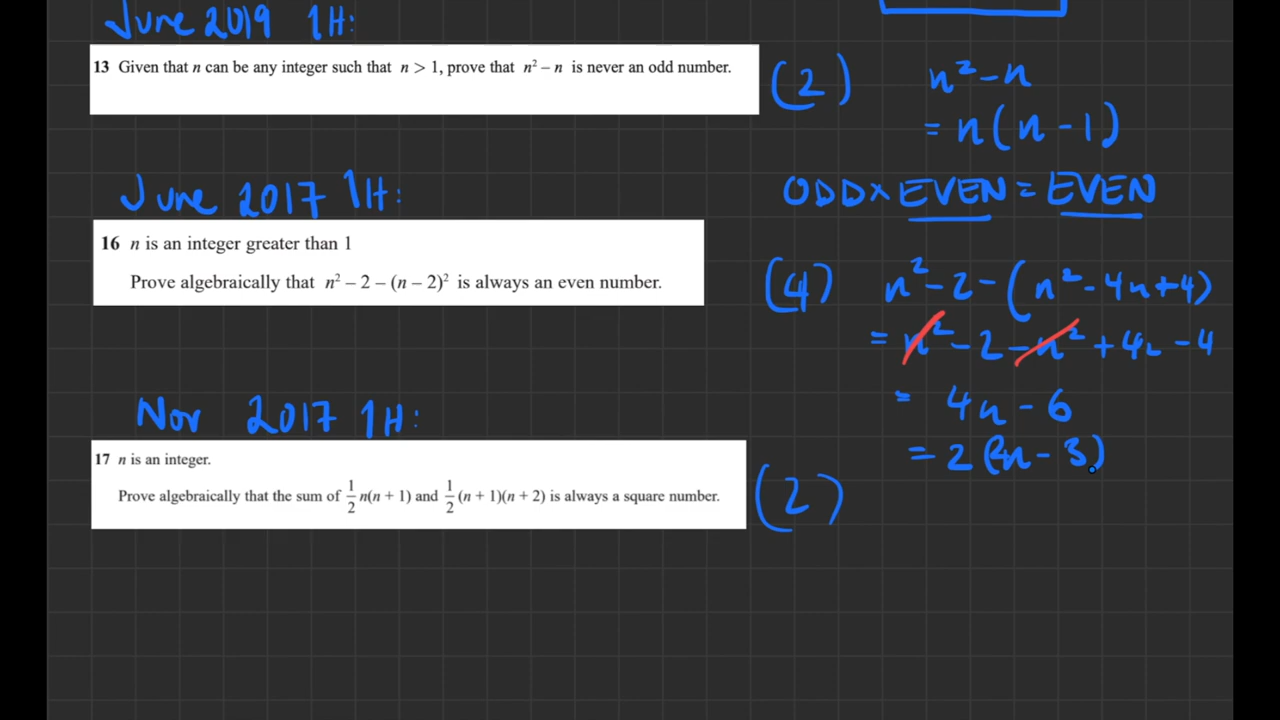 June 2019 1H:
13 Given that n can be any integer such that n > 1, prove that n² – n is never an odd number.
(2)
n² - n
= n(n - 1)
ODD × EVEN = EVEN
June 2017 1H:
16 n is an integer greater than 1
Prove algebraically that n² – 2 – (n – 2)² is always an even number.
(4)
n² - 2 - (n² - 4n + 4)
= n² - 2 - n² + 4n - 4
= 4n - 6
= 2(2n - 3)
Nov 2017 1H:
17 n is an integer.
Prove algebraically that the sum of 1/2 n(n + 1) and 1/2 (n + 1)(n + 2) is always a square number.
(2)